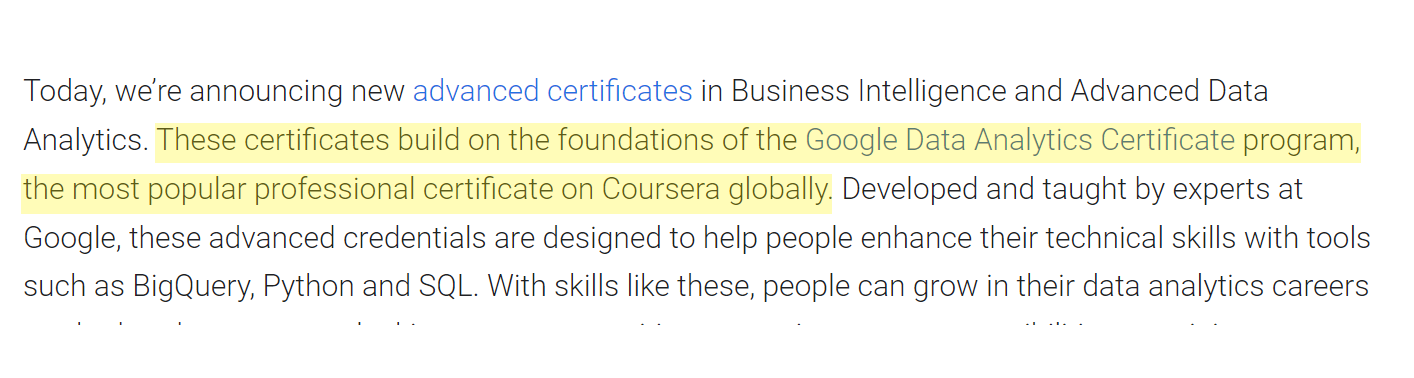 Today, we’re announcing new advanced certificates in Business Intelligence and Advanced Data
Analytics. These certificates build on the foundations of the Google Data Analytics Certificate program,
the most popular professional certificate on Coursera globally. Developed and taught by experts at
Google, these advanced credentials are designed to help people enhance their technical skills with tools
such as BigQuery, Python and SQL. With skills like these, people can grow in their data analytics careers